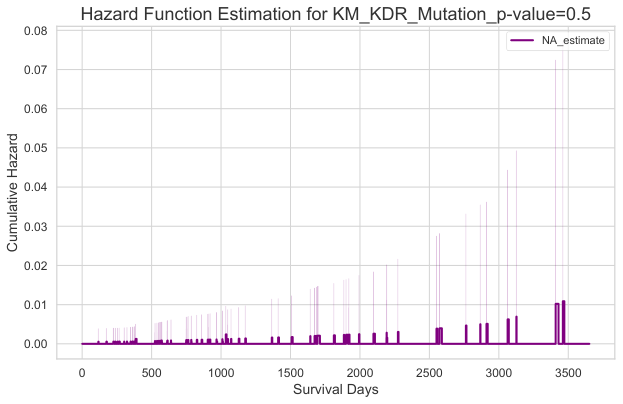 Hazard Function Estimation for KM_KDR_Mutation_p-value=0.5
NA_estimate
0.08
0.07
0.06
0.05
0.04
0.03
0.02
0.01
0.00
Cumulative Hazard
0 500 1000 1500 2000 2500 3000 3500
Survival Days